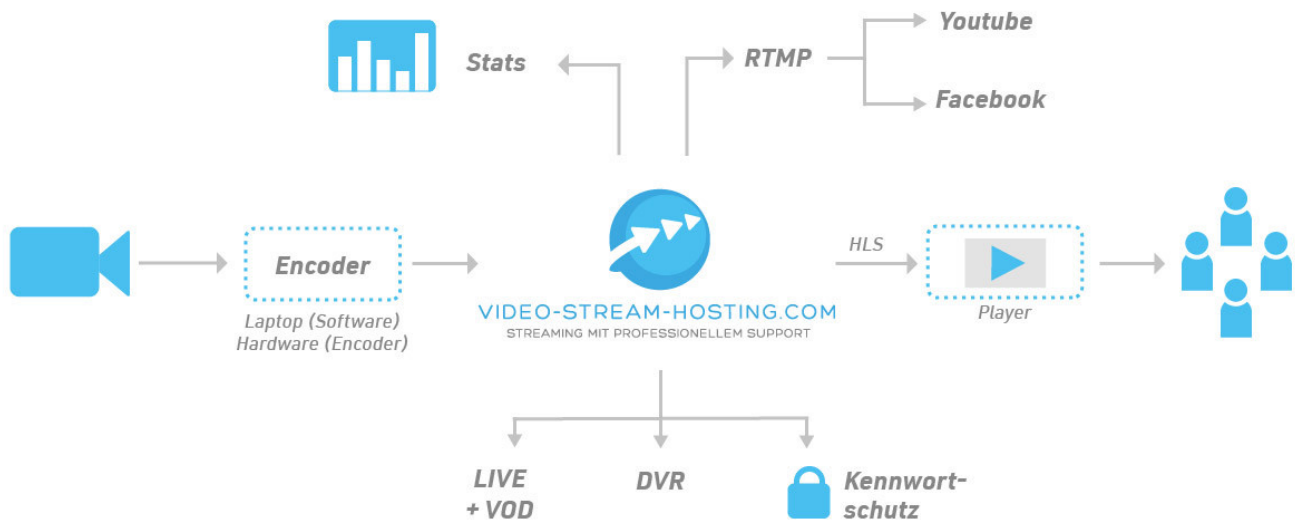 Youtube
Stats
RTMP
Facebook
Encoder
HLS
VIDEO-STREAM-HOSTING.COM
STREAMING MIT PROFESSIONELLEM SUPPORT
Laptop (Software)
Hardware (Encoder)
Player
LIVE
+ VOD
DVR
Kennwort-
schutz